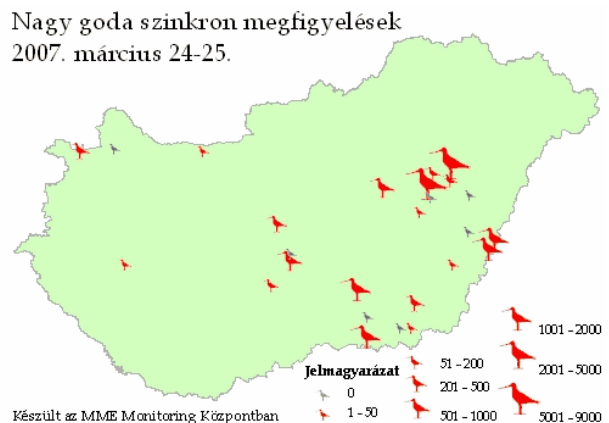 Nagy goda szinkron megfigyelések
2007. március 24-25.
Jelmagyarázat
0
1 - 50
51 - 200
201 - 500
501 - 1000
1001 - 2000
2001 - 5000
5001 - 9000
Készült az MME Monitoring Központban